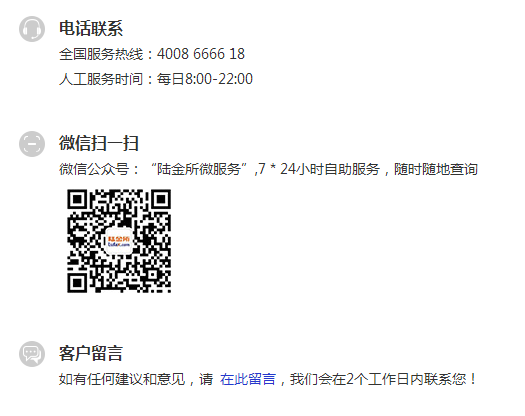 电话联系
全国服务热线：4008 6666 18
人工服务时间：每日8:00-22:00
微信扫一扫
微信公众号：“陆金所微服务”,7 * 24小时自助服务，随时随地查询
陆金所
Lufax.com
客户留言
如有任何建议和意见，请 在此留言，我们会在2个工作日内联系您！